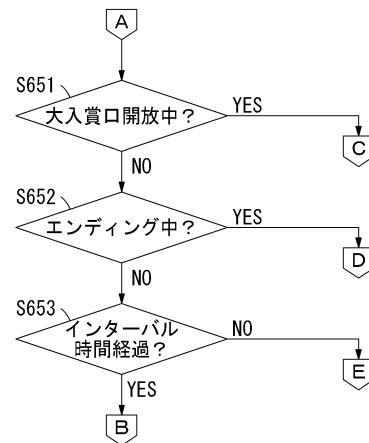 A
S651
大入賞口開放中？
YES
C
NO
S652
エンディング中？
YES
D
NO
S653
インターバル
時間経過？
NO
E
YES
B